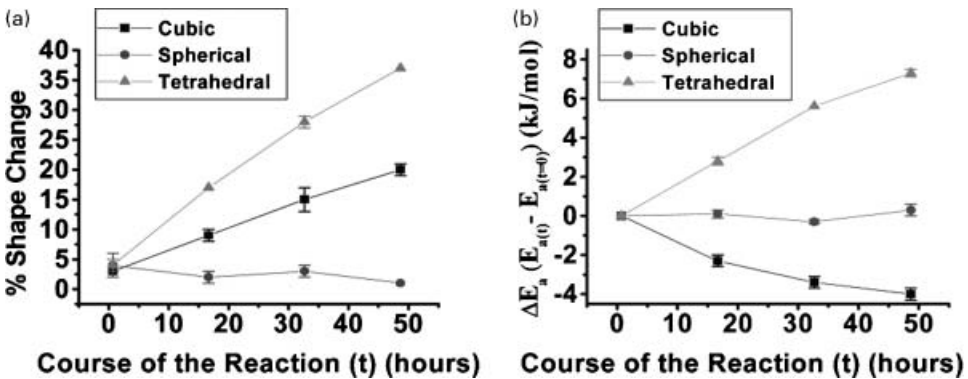 (a)
Cubic
Spherical
Tetrahedral
40
35
30
25
20
15
10
5
0
% Shape Change
0 10 20 30 40 50
Course of the Reaction (t) (hours)
(b)
Cubic
Spherical
Tetrahedral
8
6
4
2
0
-2
-4
ΔEa (Ea(t)- Ea(t=0)) (kJ/mol)
0 10 20 30 40 50
Course of the Reaction (t) (hours)